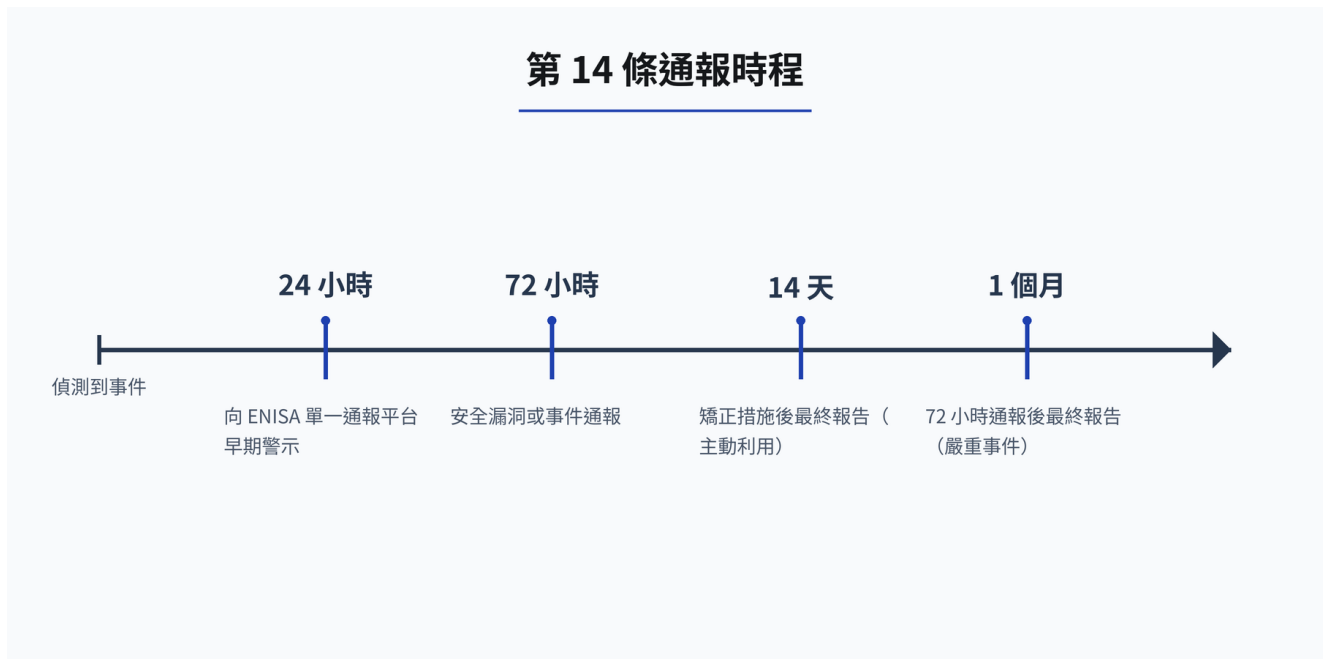 第 14 條通報時程
24 小時
72 小時
14 天
1 個月
偵測到事件
向 ENISA 單一通報平台
早期警示
安全漏洞或事件通報
矯正措施後最終報告（
主動利用）
72 小時通報後最終報告
（嚴重事件）